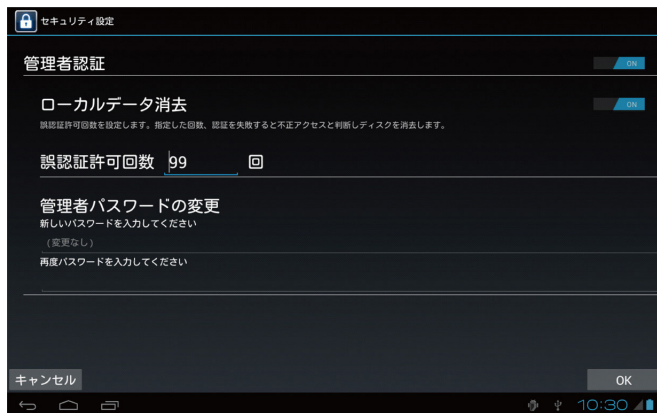 セキュリティ設定
管理者認証 ON
ローカルデータ消去 ON
誤認証許可回数を設定します。指定した回数、認証を失敗すると不正アクセスと判断しディスクを消去します。
誤認証許可回数 99 回
管理者パスワードの変更
新しいパスワードを入力してください
(変更なし)
再度パスワードを入力してください
キャンセル OK
10:30